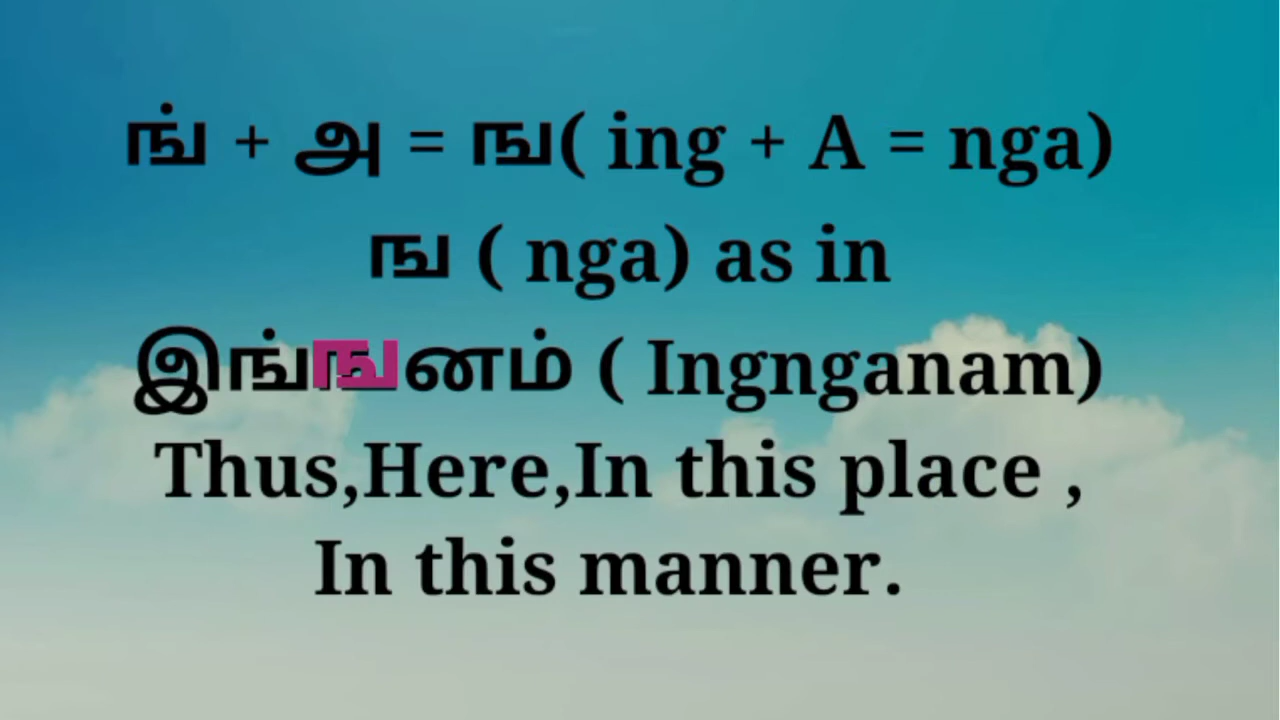 ங் + அ = ங( ing + A = nga)
ங ( nga) as in
இங்ஙனம் ( Ingnganam)
Thus,Here,In this place ,
In this manner.